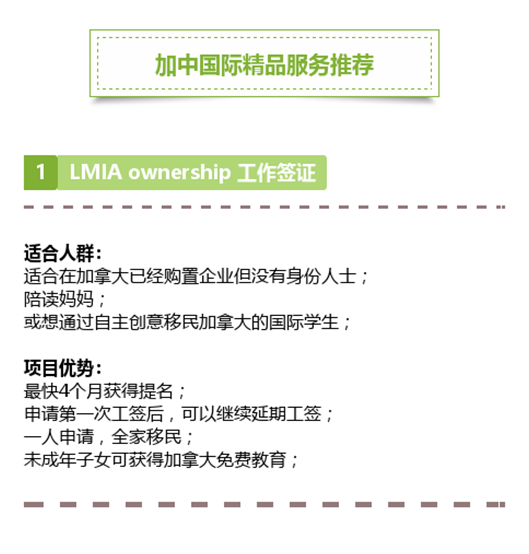 加中国际精品服务推荐
1 LMIA ownership 工作签证
适合人群：
适合在加拿大已经购置企业但没有身份人士；
陪读妈妈；
或想通过自主创意移民加拿大的国际学生；
项目优势：
最快4个月获得提名；
申请第一次工签后，可以继续延期工签；
一人申请，全家移民；
未成年子女可获得加拿大免费教育；